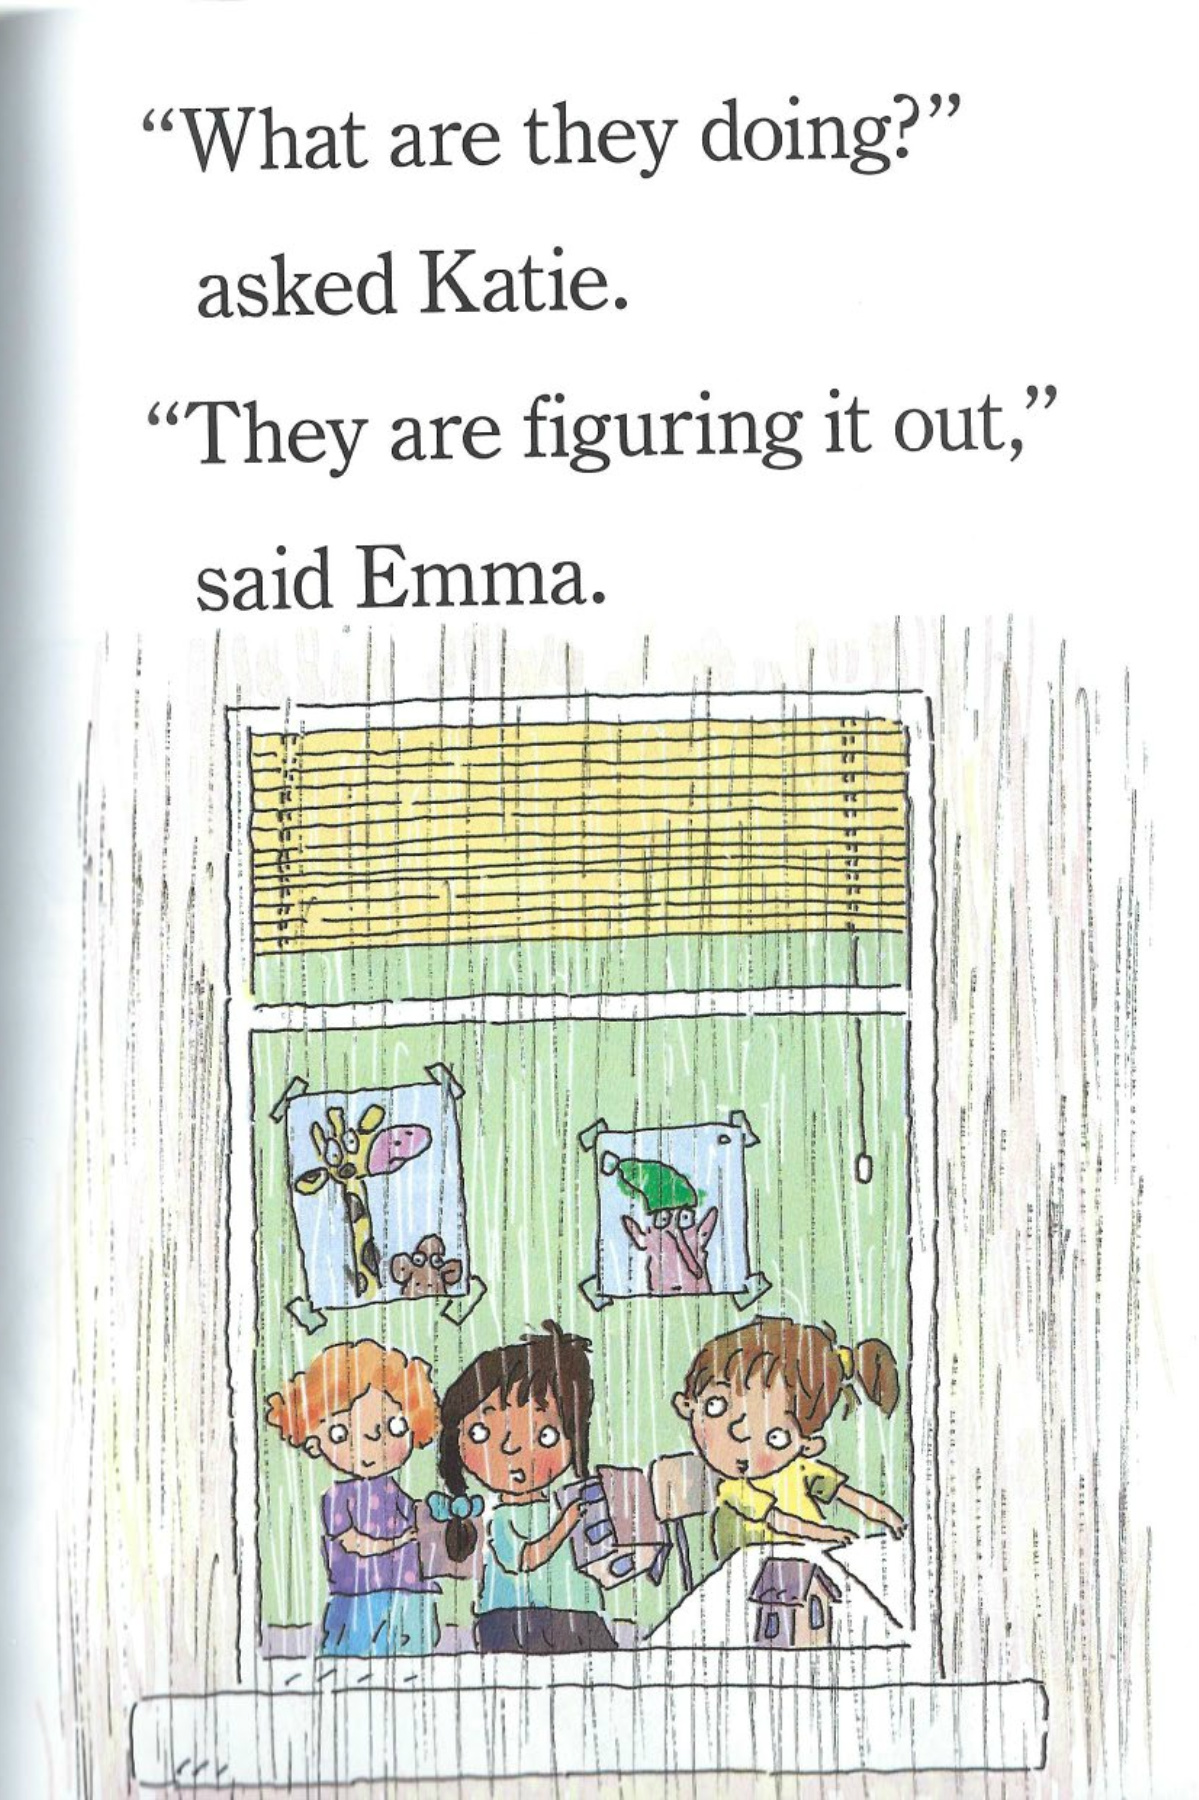 “What are they doing?”
asked Katie.
“They are figuring it out,”
said Emma.